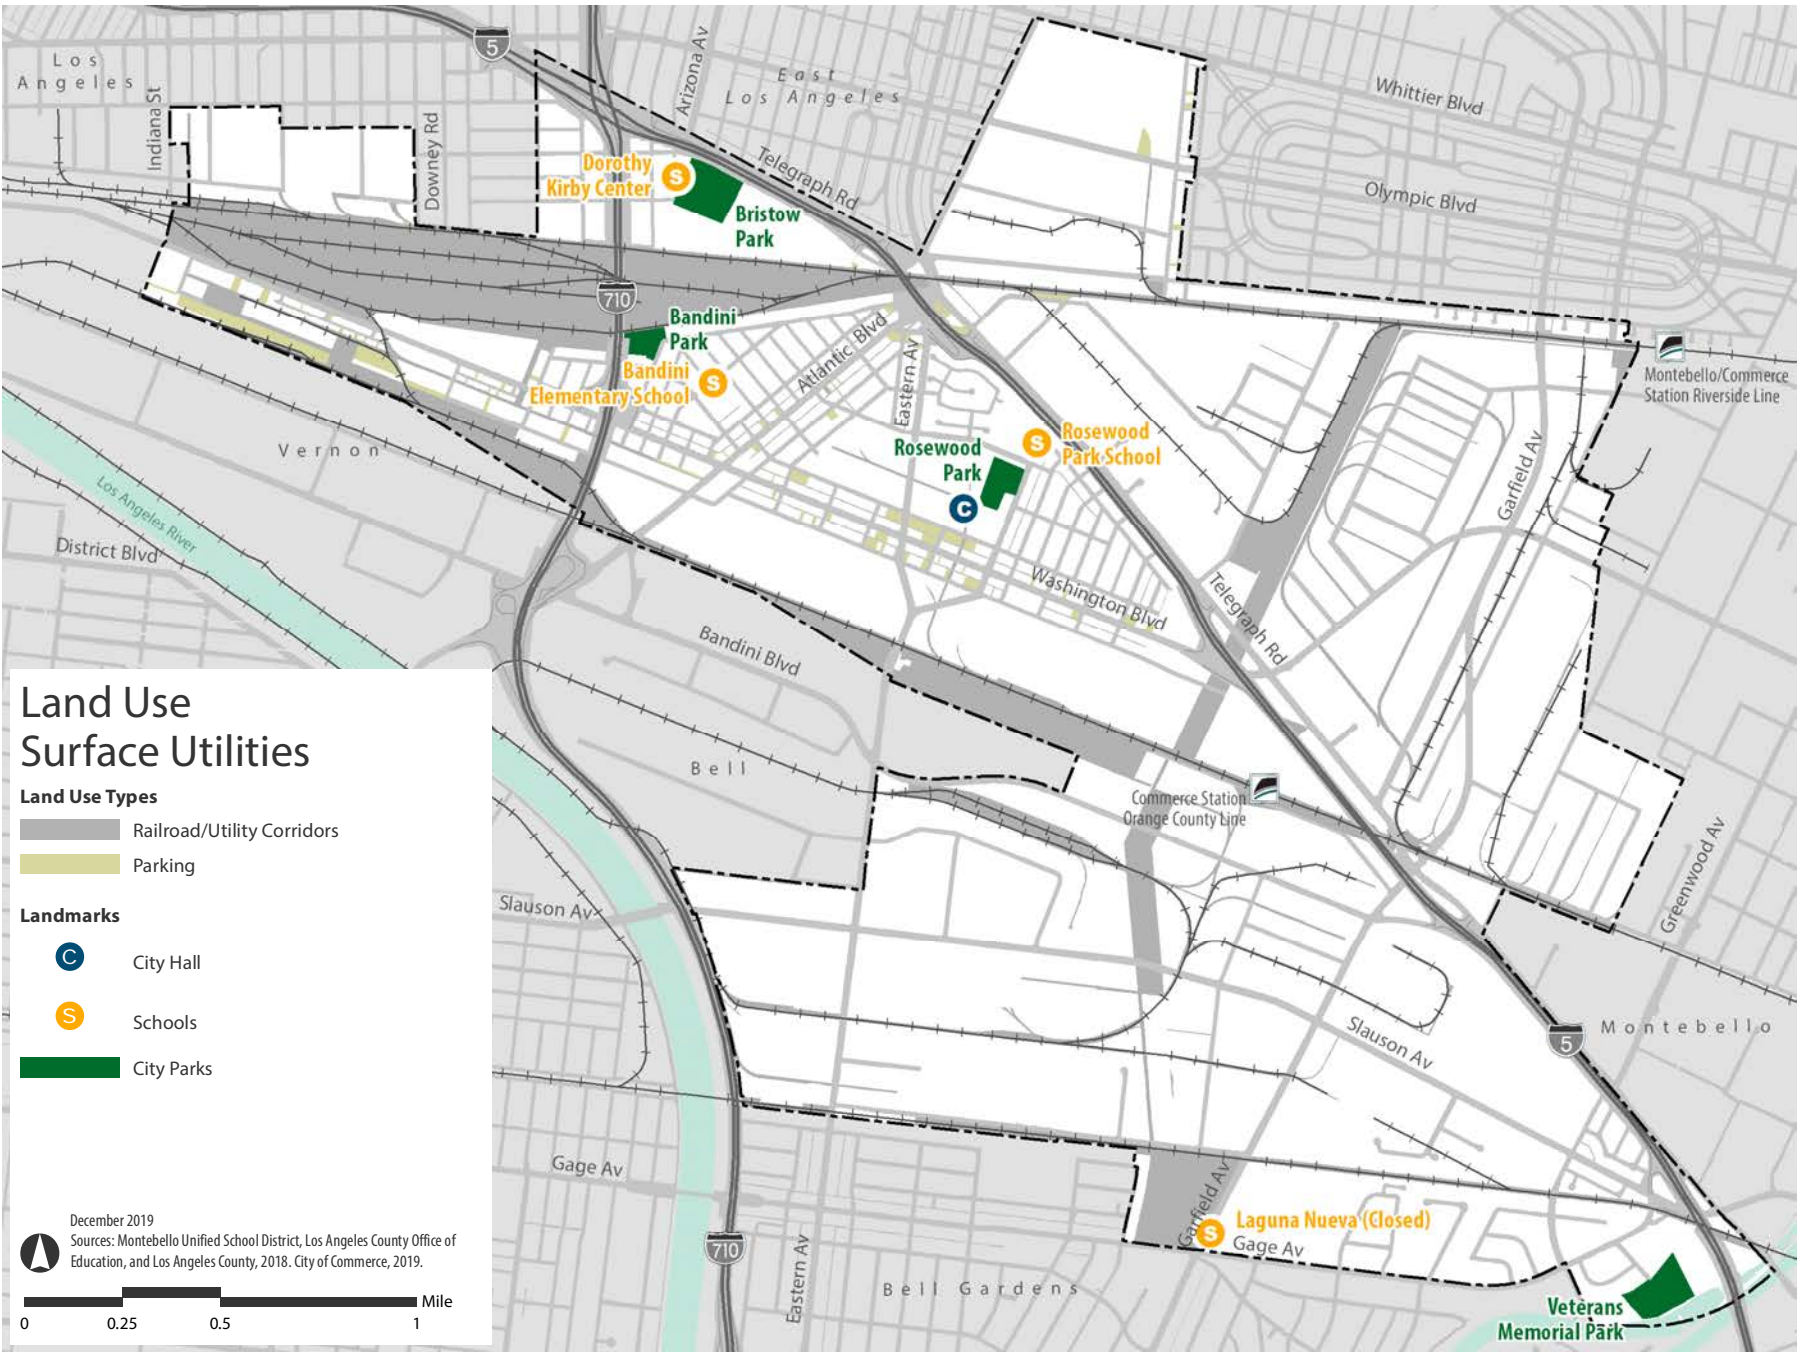 5
Los
Angeles
Indiana St
Downey Rd
Arizona Av
East
Los Angeles
Whittier Blvd
Telegraph Rd
Olympic Blvd
Dorothy
Kirby Center
S
Bristow
Park
710
Bandini
Park
Bandini
Elementary School
S
Atlantic Blvd
Eastern Av
Montebello/Commerce
Station Riverside Line
Rosewood
Park School
S
Rosewood
Park
C
Garfield Av
Vernon
Los Angeles River
District Blvd
Washington Blvd
Telegraph Rd
Bandini Blvd
Bell
Commerce Station
Orange County Line
Greenwood Av
Slauson Av
Slauson Av
5
Montebello
Gage Av
Garfield Av
S
Laguna Nueva (Closed)
Gage Av
710
Eastern Av
Bell Gardens
Veterans
Memorial Park
Land Use
Surface Utilities
Land Use Types
Railroad/Utility Corridors
Parking
Landmarks
C
City Hall
S
Schools
City Parks
December 2019
Sources: Montebello Unified School District, Los Angeles County Office of
Education, and Los Angeles County, 2018. City of Commerce, 2019.
Mile
0 0.25 0.5 1